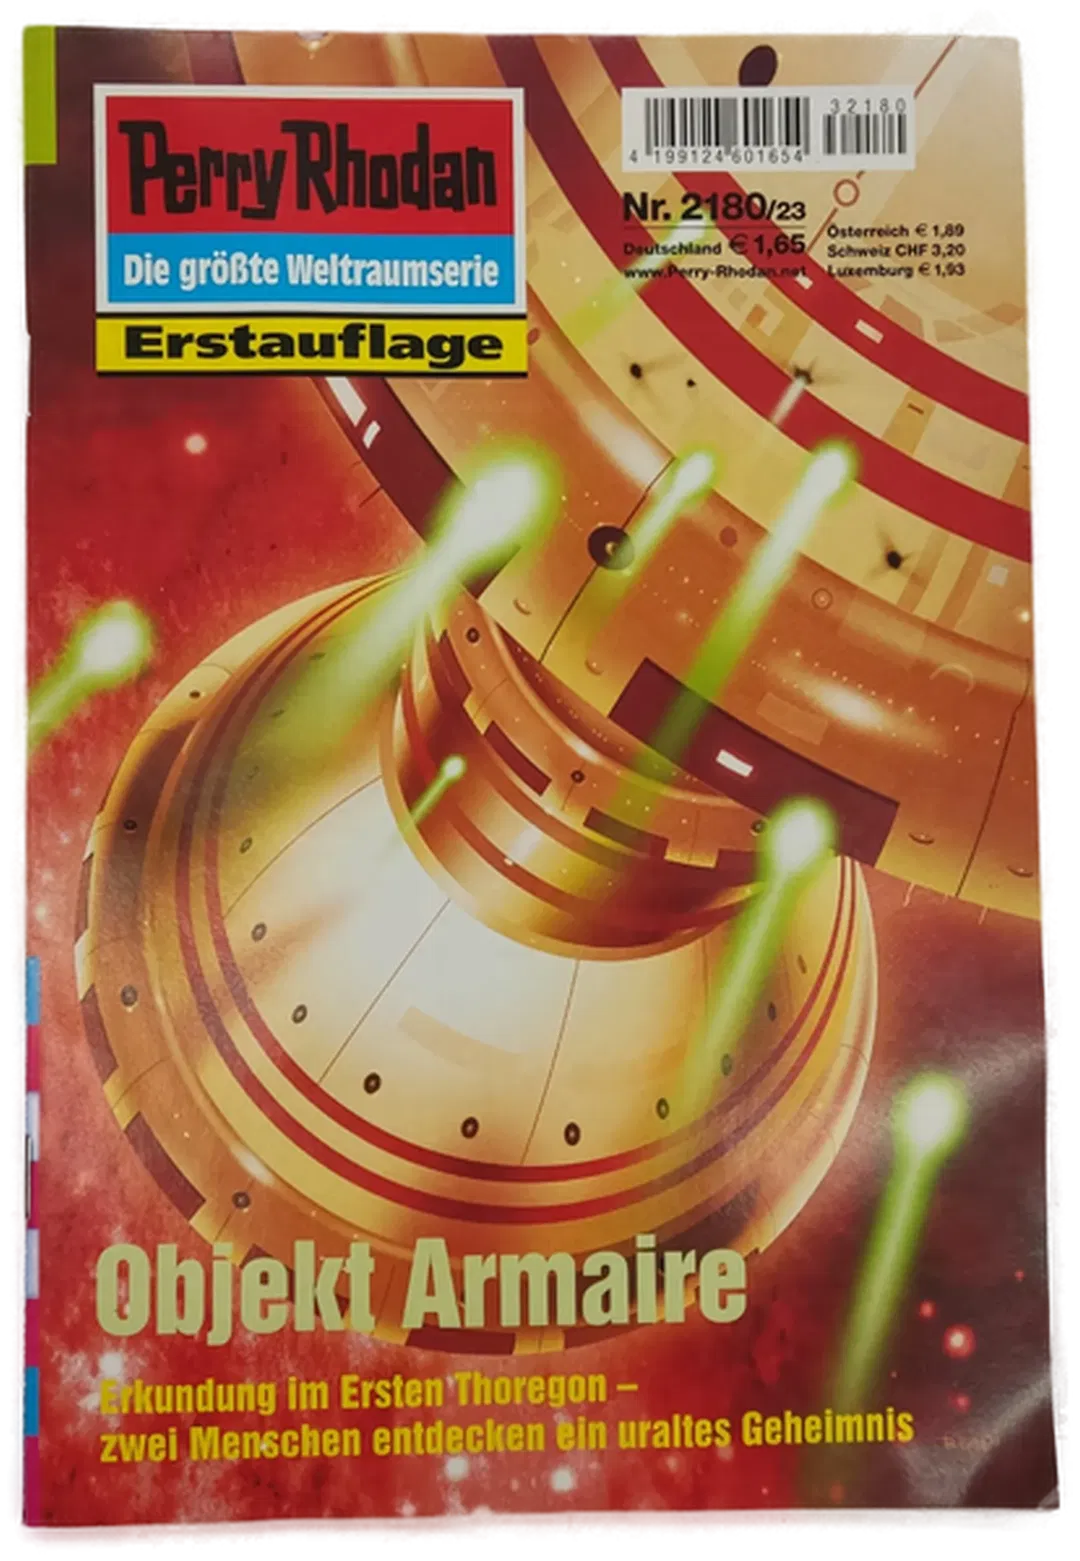 Perry Rhodan
Die größte Weltraumserie
Erstauflage
32180
4 199124 601654
Nr. 2180/23
Deutschland € 1,65
www.Perry-Rhodan.net
Österreich € 1,89
Schweiz CHF 3,20
Luxemburg € 1,93
Objekt Armaire
Erkundung im Ersten Thoregon –
zwei Menschen entdecken ein uraltes Geheimnis